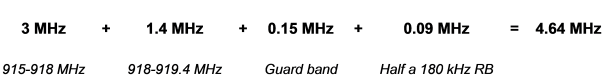 3 MHz + 1.4 MHz + 0.15 MHz + 0.09 MHz = 4.64 MHz
915-918 MHz 918-919.4 MHz Guard band Half a 180 kHz RB